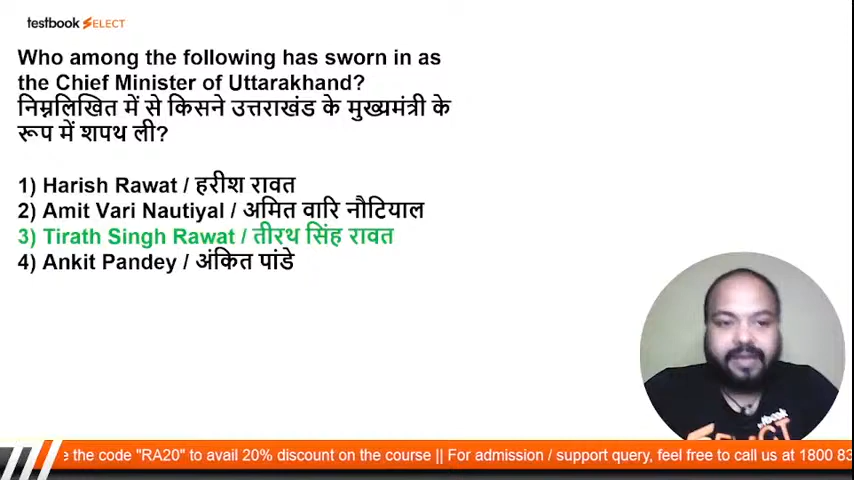 testbook SELECT
Who among the following has sworn in as
the Chief Minister of Uttarakhand?
निम्नलिखित में से किसने उत्तराखंड के मुख्यमंत्री के
रूप में शपथ ली?
1) Harish Rawat / हरीश रावत
2) Amit Vari Nautiyal / अमित वारि नौटियाल
3) Tirath Singh Rawat / तीरथ सिंह रावत
4) Ankit Pandey / अंकित पांडे
the code "RA20" to avail 20% discount on the course || For admission / support query, feel free to call us at 1800 83